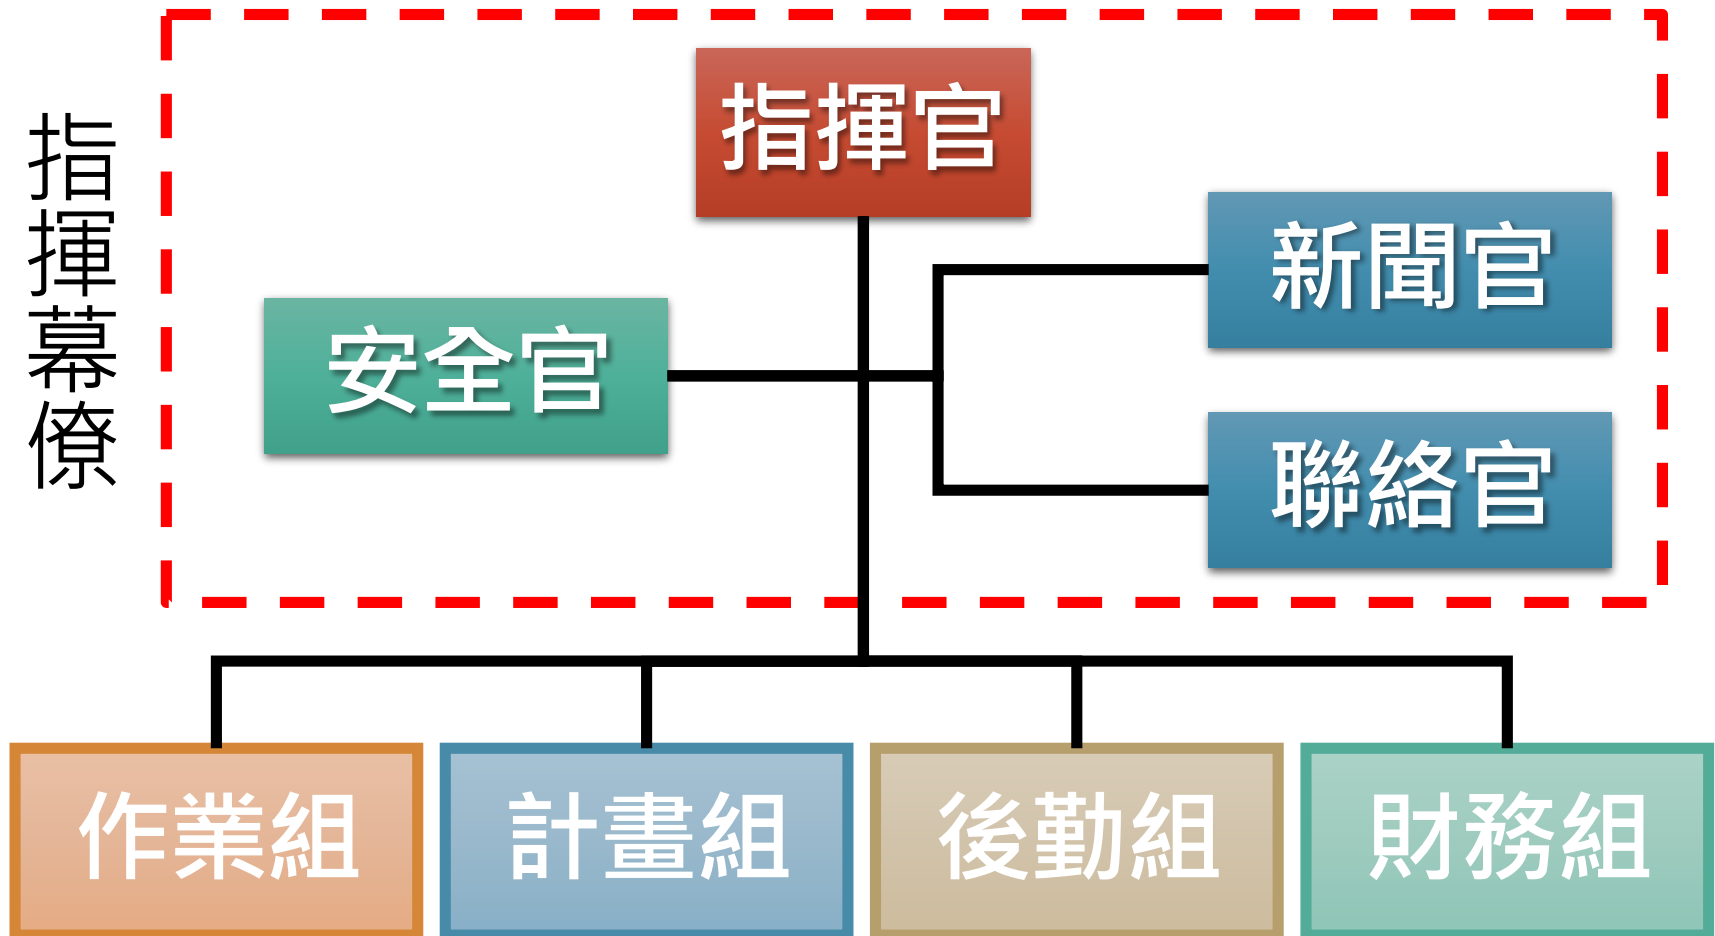 指揮幕僚
指揮官
新聞官
安全官
聯絡官
作業組
計畫組
後勤組
財務組